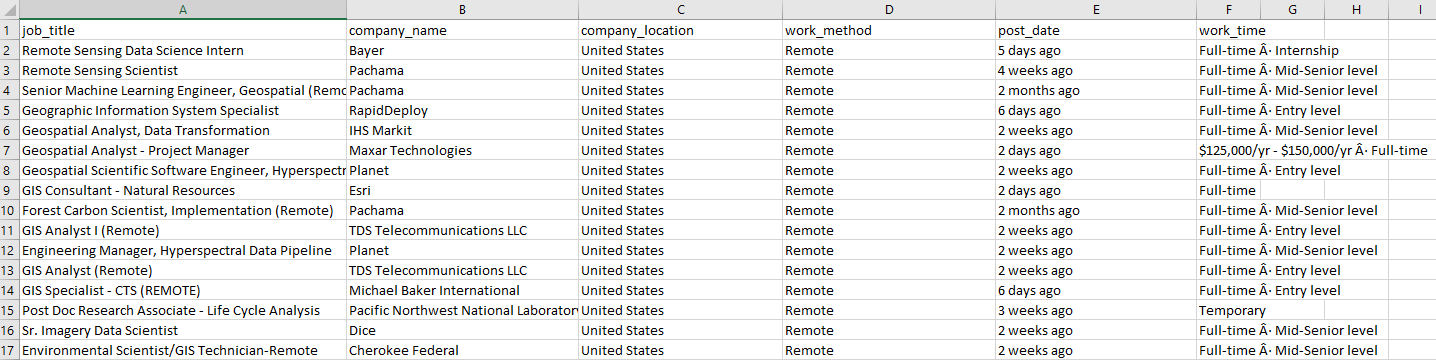 A B C D E F G H I
1 job_title company_name company_location work_method post_date work_time
2 Remote Sensing Data Science Intern Bayer United States Remote 5 days ago Full-time Â· Internship
3 Remote Sensing Scientist Pachama United States Remote 4 weeks ago Full-time Â· Mid-Senior level
4 Senior Machine Learning Engineer, Geospatial (Remo Pachama United States Remote 2 months ago Full-time Â· Mid-Senior level
5 Geographic Information System Specialist RapidDeploy United States Remote 6 days ago Full-time Â· Entry level
6 Geospatial Analyst, Data Transformation IHS Markit United States Remote 2 weeks ago Full-time Â· Mid-Senior level
7 Geospatial Analyst - Project Manager Maxar Technologies United States Remote 2 days ago $125,000/yr - $150,000/yr Â· Full-time
8 Geospatial Scientific Software Engineer, Hyperspectr Planet United States Remote 2 weeks ago Full-time Â· Entry level
9 GIS Consultant - Natural Resources Esri United States Remote 2 days ago Full-time
10 Forest Carbon Scientist, Implementation (Remote) Pachama United States Remote 2 months ago Full-time Â· Mid-Senior level
11 GIS Analyst I (Remote) TDS Telecommunications LLC United States Remote 2 weeks ago Full-time Â· Entry level
12 Engineering Manager, Hyperspectral Data Pipeline Planet United States Remote 2 weeks ago Full-time Â· Mid-Senior level
13 GIS Analyst (Remote) TDS Telecommunications LLC United States Remote 2 weeks ago Full-time Â· Entry level
14 GIS Specialist - CTS (REMOTE) Michael Baker International United States Remote 6 days ago Full-time Â· Entry level
15 Post Doc Research Associate - Life Cycle Analysis Pacific Northwest National Laborator United States Remote 3 weeks ago Temporary
16 Sr. Imagery Data Scientist Dice United States Remote 2 weeks ago Full-time Â· Mid-Senior level
17 Environmental Scientist/GIS Technician-Remote Cherokee Federal United States Remote 2 weeks ago Full-time Â· Mid-Senior level